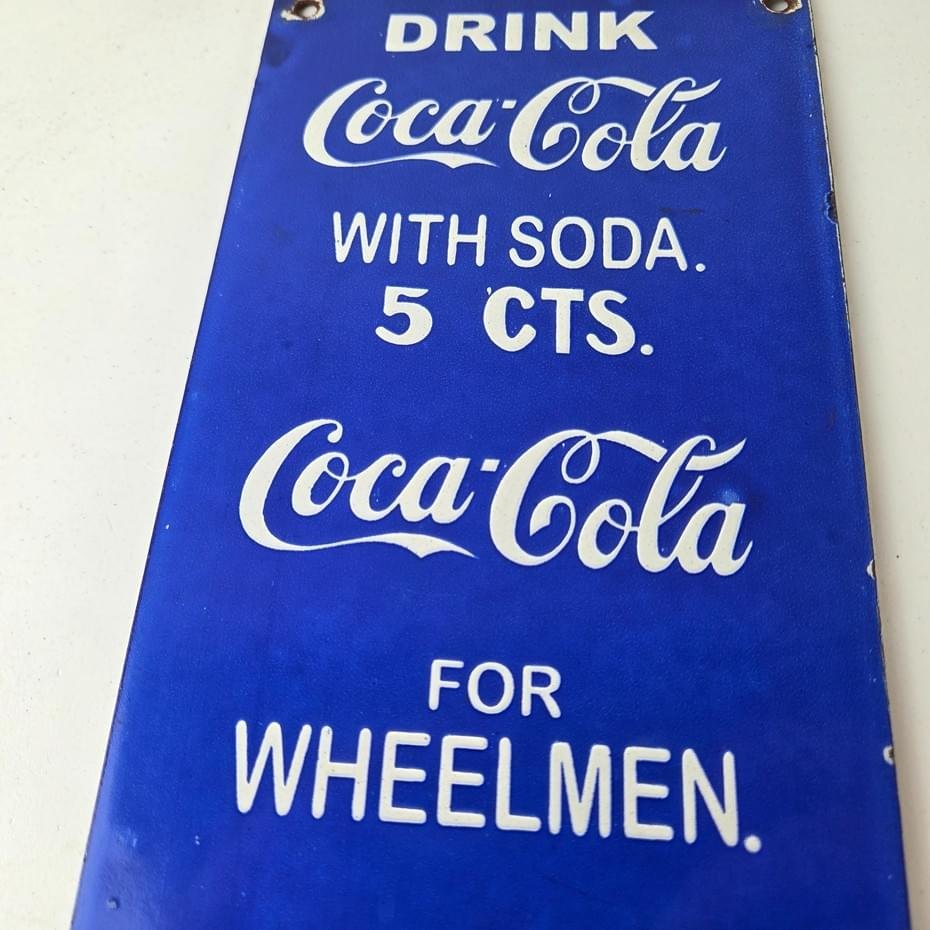 DRINK
Coca-Cola
WITH SODA.
5 CTS.
Coca-Cola
FOR
WHEELMEN.